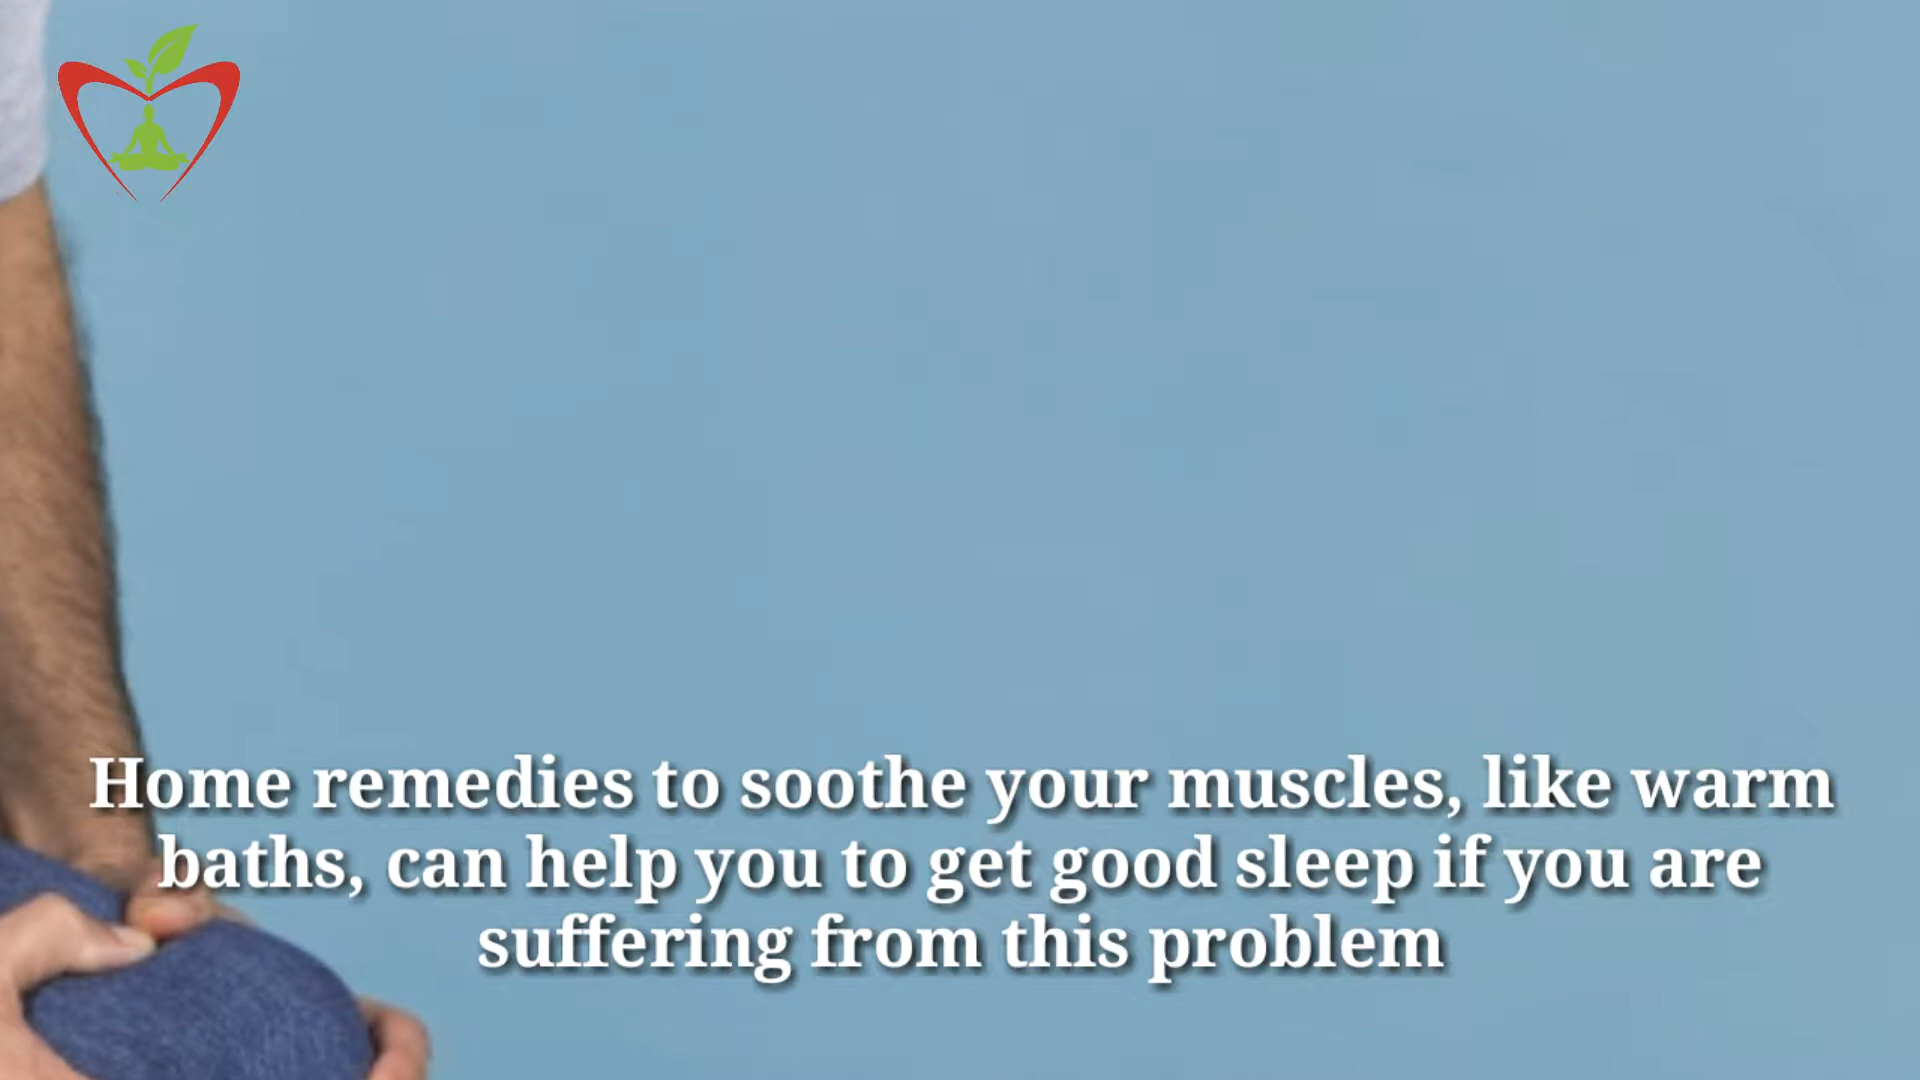 Home remedies to soothe your muscles, like warm
baths, can help you to get good sleep if you are
suffering from this problem